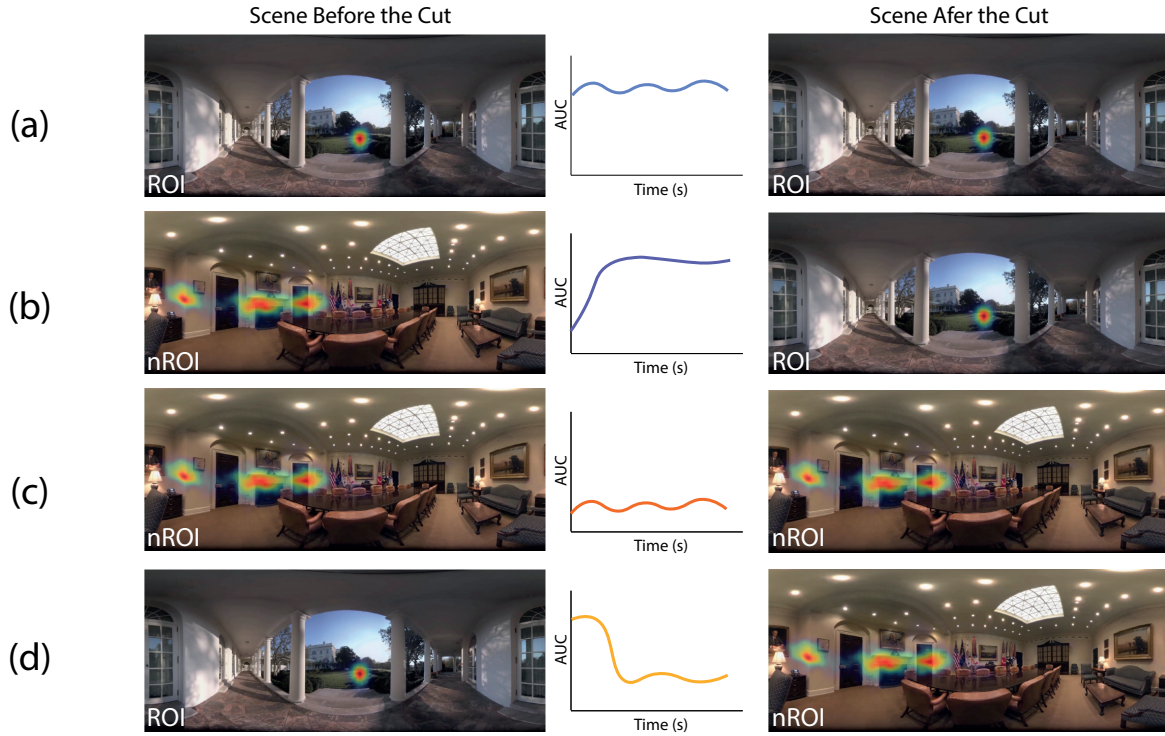 Scene Before the Cut
Scene Afer the Cut
(a)
ROI
AUC
Time (s)
ROI
(b)
nROI
AUC
Time (s)
ROI
(c)
nROI
AUC
Time (s)
nROI
(d)
ROI
AUC
Time (s)
nROI